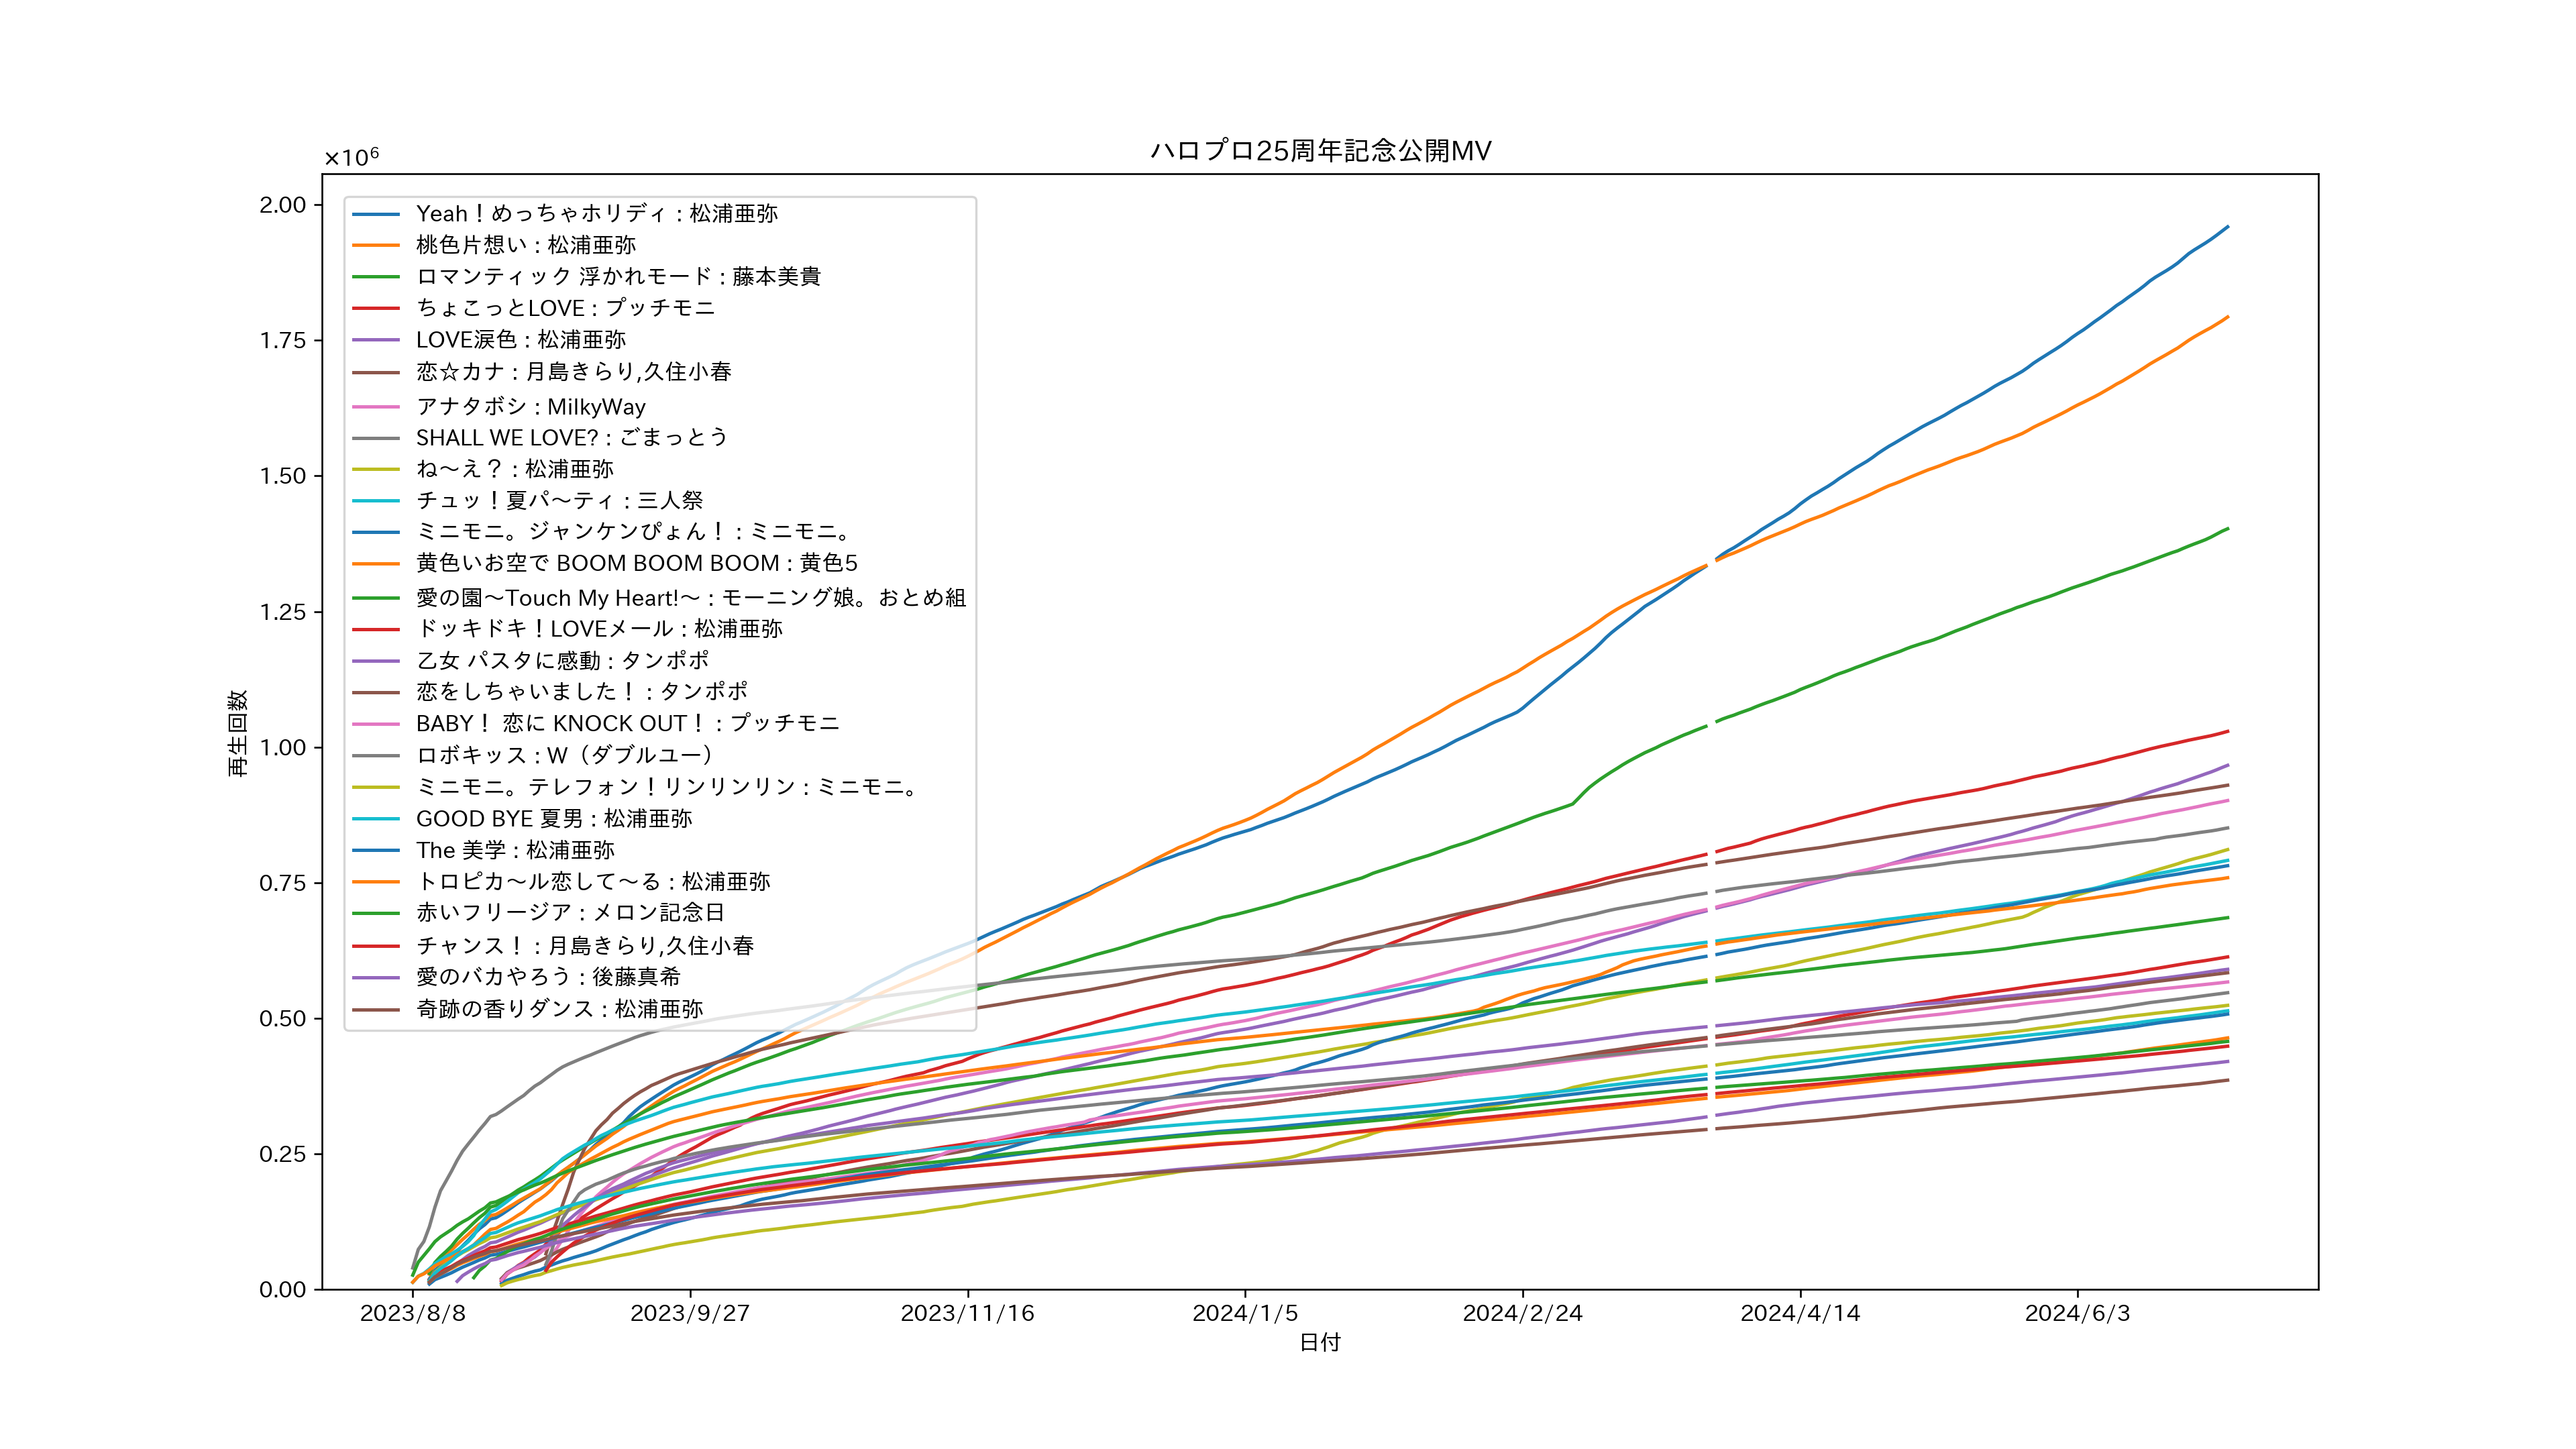 ハロプロ25周年記念公開MV
×10⁶
2.00
1.75
1.50
1.25
1.00
0.75
0.50
0.25
0.00
再生回数
Yeah！めっちゃホリディ : 松浦亜弥
桃色片想い : 松浦亜弥
ロマンティック 浮かれモード : 藤本美貴
ちょこっとLOVE : プッチモニ
LOVE涙色 : 松浦亜弥
恋☆カナ : 月島きらり,久住小春
アナタボシ : MilkyWay
SHALL WE LOVE? : ごまっとう
ね～え？ : 松浦亜弥
チュッ！夏パ～ティ : 三人祭
ミニモニ。ジャンケンぴょん！ : ミニモニ。
黄色いお空で BOOM BOOM BOOM : 黄色5
愛の園～Touch My Heart!～ : モーニング娘。おとめ組
ドッキドキ！LOVEメール : 松浦亜弥
乙女 パスタに感動 : タンポポ
恋をしちゃいました！ : タンポポ
BABY！ 恋に KNOCK OUT！ : プッチモニ
ロボキッス : W（ダブルユー）
ミニモニ。テレフォン！リンリンリン : ミニモニ。
GOOD BYE 夏男 : 松浦亜弥
The 美学 : 松浦亜弥
トロピカ～ル恋して～る : 松浦亜弥
赤いフリージア : メロン記念日
チャンス！ : 月島きらり,久住小春
愛のバカやろう : 後藤真希
奇跡の香りダンス : 松浦亜弥
2023/8/8
2023/9/27
2023/11/16
2024/1/5
2024/2/24
2024/4/14
2024/6/3
日付